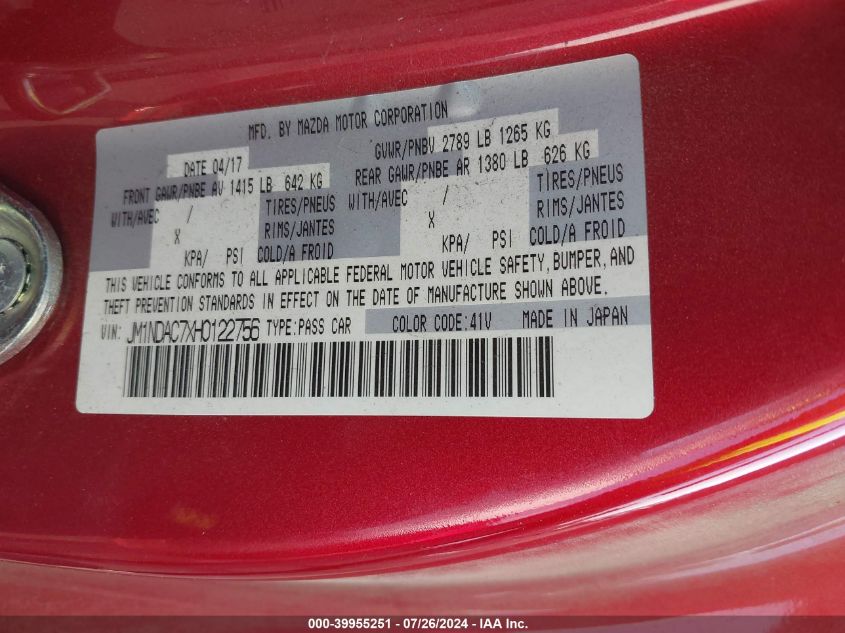 MFD. BY MAZDA MOTOR CORPORATION
DATE 04/17 GVWR/PNBV 2789 LB 1265 KG
FRONT GAWR/PNBE AV 1415 LB 642 KG REAR GAWR/PNBE AR 1380 LB 626 KG
WITH/AVEC / TIRES/PNEUS WITH/AVEC / TIRES/PNEUS
X RIMS/JANTES X RIMS/JANTES
KPA/ PSI COLD/A FROID KPA/ PSI COLD/A FROID
THIS VEHICLE CONFORMS TO ALL APPLICABLE FEDERAL MOTOR VEHICLE SAFETY, BUMPER, AND
THEFT PREVENTION STANDARDS IN EFFECT ON THE DATE OF MANUFACTURE SHOWN ABOVE.
VIN: JM1NDAC7XH0122756 TYPE:PASS CAR COLOR CODE:41V MADE IN JAPAN
000-39955251 - 07/26/2024 - IAAI.COM